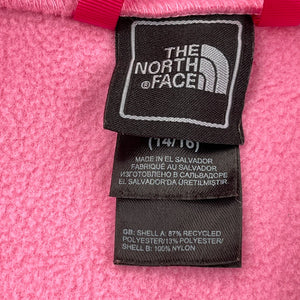 THE
NORTH
FACE
®
(14/16)
MADE IN EL SALVADOR
FABRIQUÉ AU SALVADOR
ИЗГОТОВЛЕНО В САЛЬВАДОРЕ
EL SALVADOR'DA ÜRETILMISTIR.
GB: SHELL A: 87% RECYCLED
POLYESTER/13% POLYESTER/
SHELL B: 100% NYLON